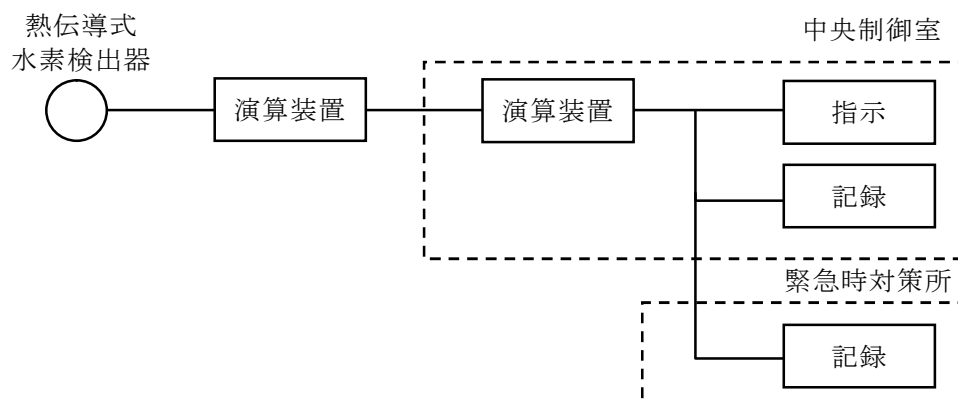 熱伝導式
水素検出器
中央制御室
演算装置
演算装置
指示
記録
緊急時対策所
記録